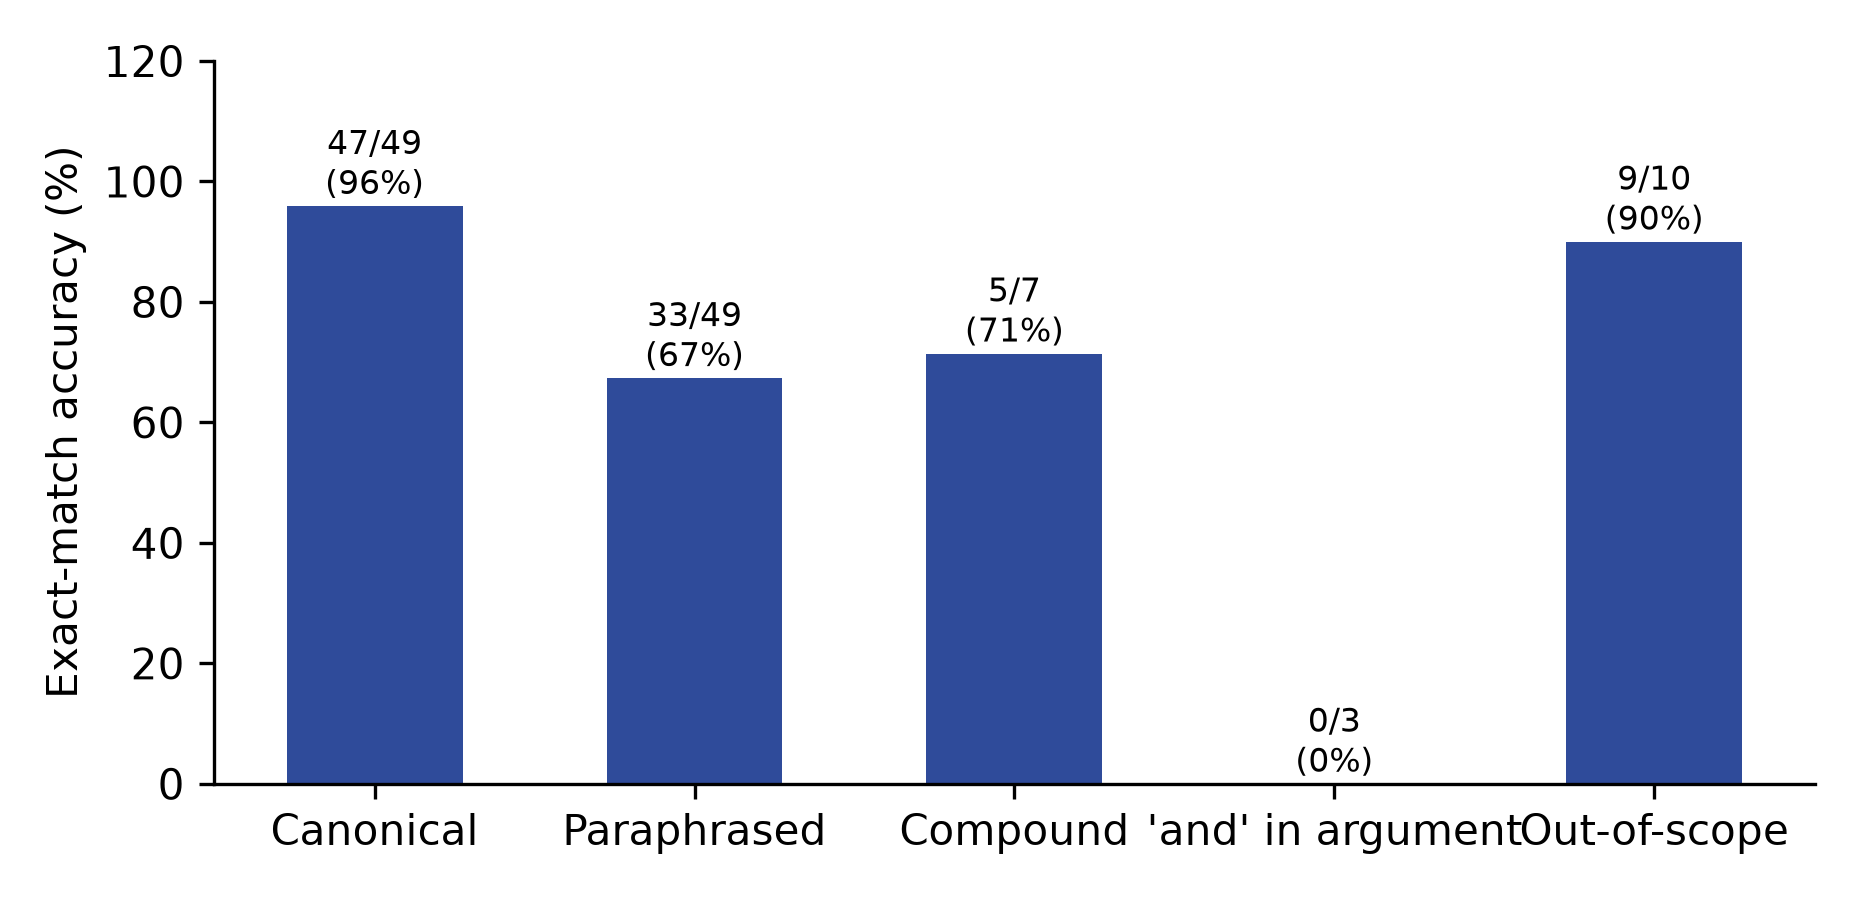 Exact-match accuracy (%)
120
100
80
60
40
20
0
47/49
(96%)
33/49
(67%)
5/7
(71%)
0/3
(0%)
9/10
(90%)
Canonical
Paraphrased
Compound
'and' in argument
Out-of-scope